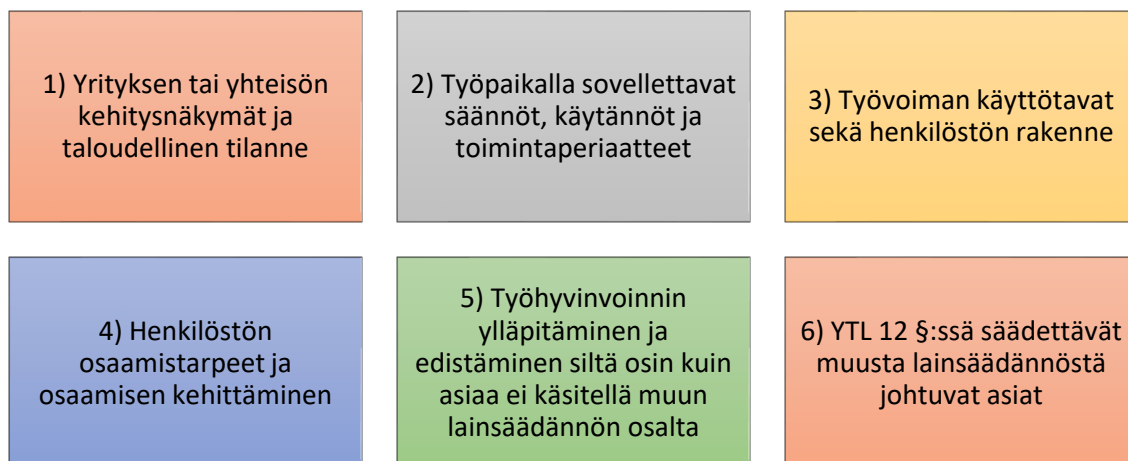 1) Yrityksen tai yhteisön
kehitysnäkymät ja
taloudellinen tilanne
2) Työpaikalla sovellettavat
säännöt, käytännöt ja
toimintaperiaatteet
3) Työvoiman käyttötavat
sekä henkilöstön rakenne
4) Henkilöstön
osaamistarpeet ja
osaamisen kehittäminen
5) Työhyvinvoinnin
ylläpitäminen ja
edistäminen siltä osin kuin
asiaa ei käsitellä muun
lainsäädännön osalta
6) YTL 12 §:ssä säädettävät
muusta lainsäädännöstä
johtuvat asiat